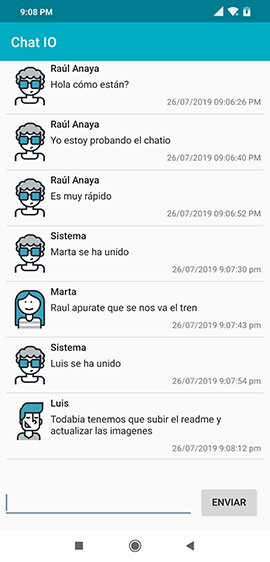 9:08 PM
Chat IO
Raúl Anaya
Hola cómo están?
26/07/2019 09:06:26 PM
Raúl Anaya
Yo estoy probando el chatio
26/07/2019 09:06:40 PM
Raúl Anaya
Es muy rápido
26/07/2019 09:06:52 PM
Sistema
Marta se ha unido
26/07/2019 9:07:30 pm
Marta
Raul apurate que se nos va el tren
26/07/2019 9:07:43 pm
Sistema
Luis se ha unido
26/07/2019 9:07:54 pm
Luis
Todabia tenemos que subir el readme y
actualizar las imagenes
26/07/2019 9:08:12 pm
ENVIAR